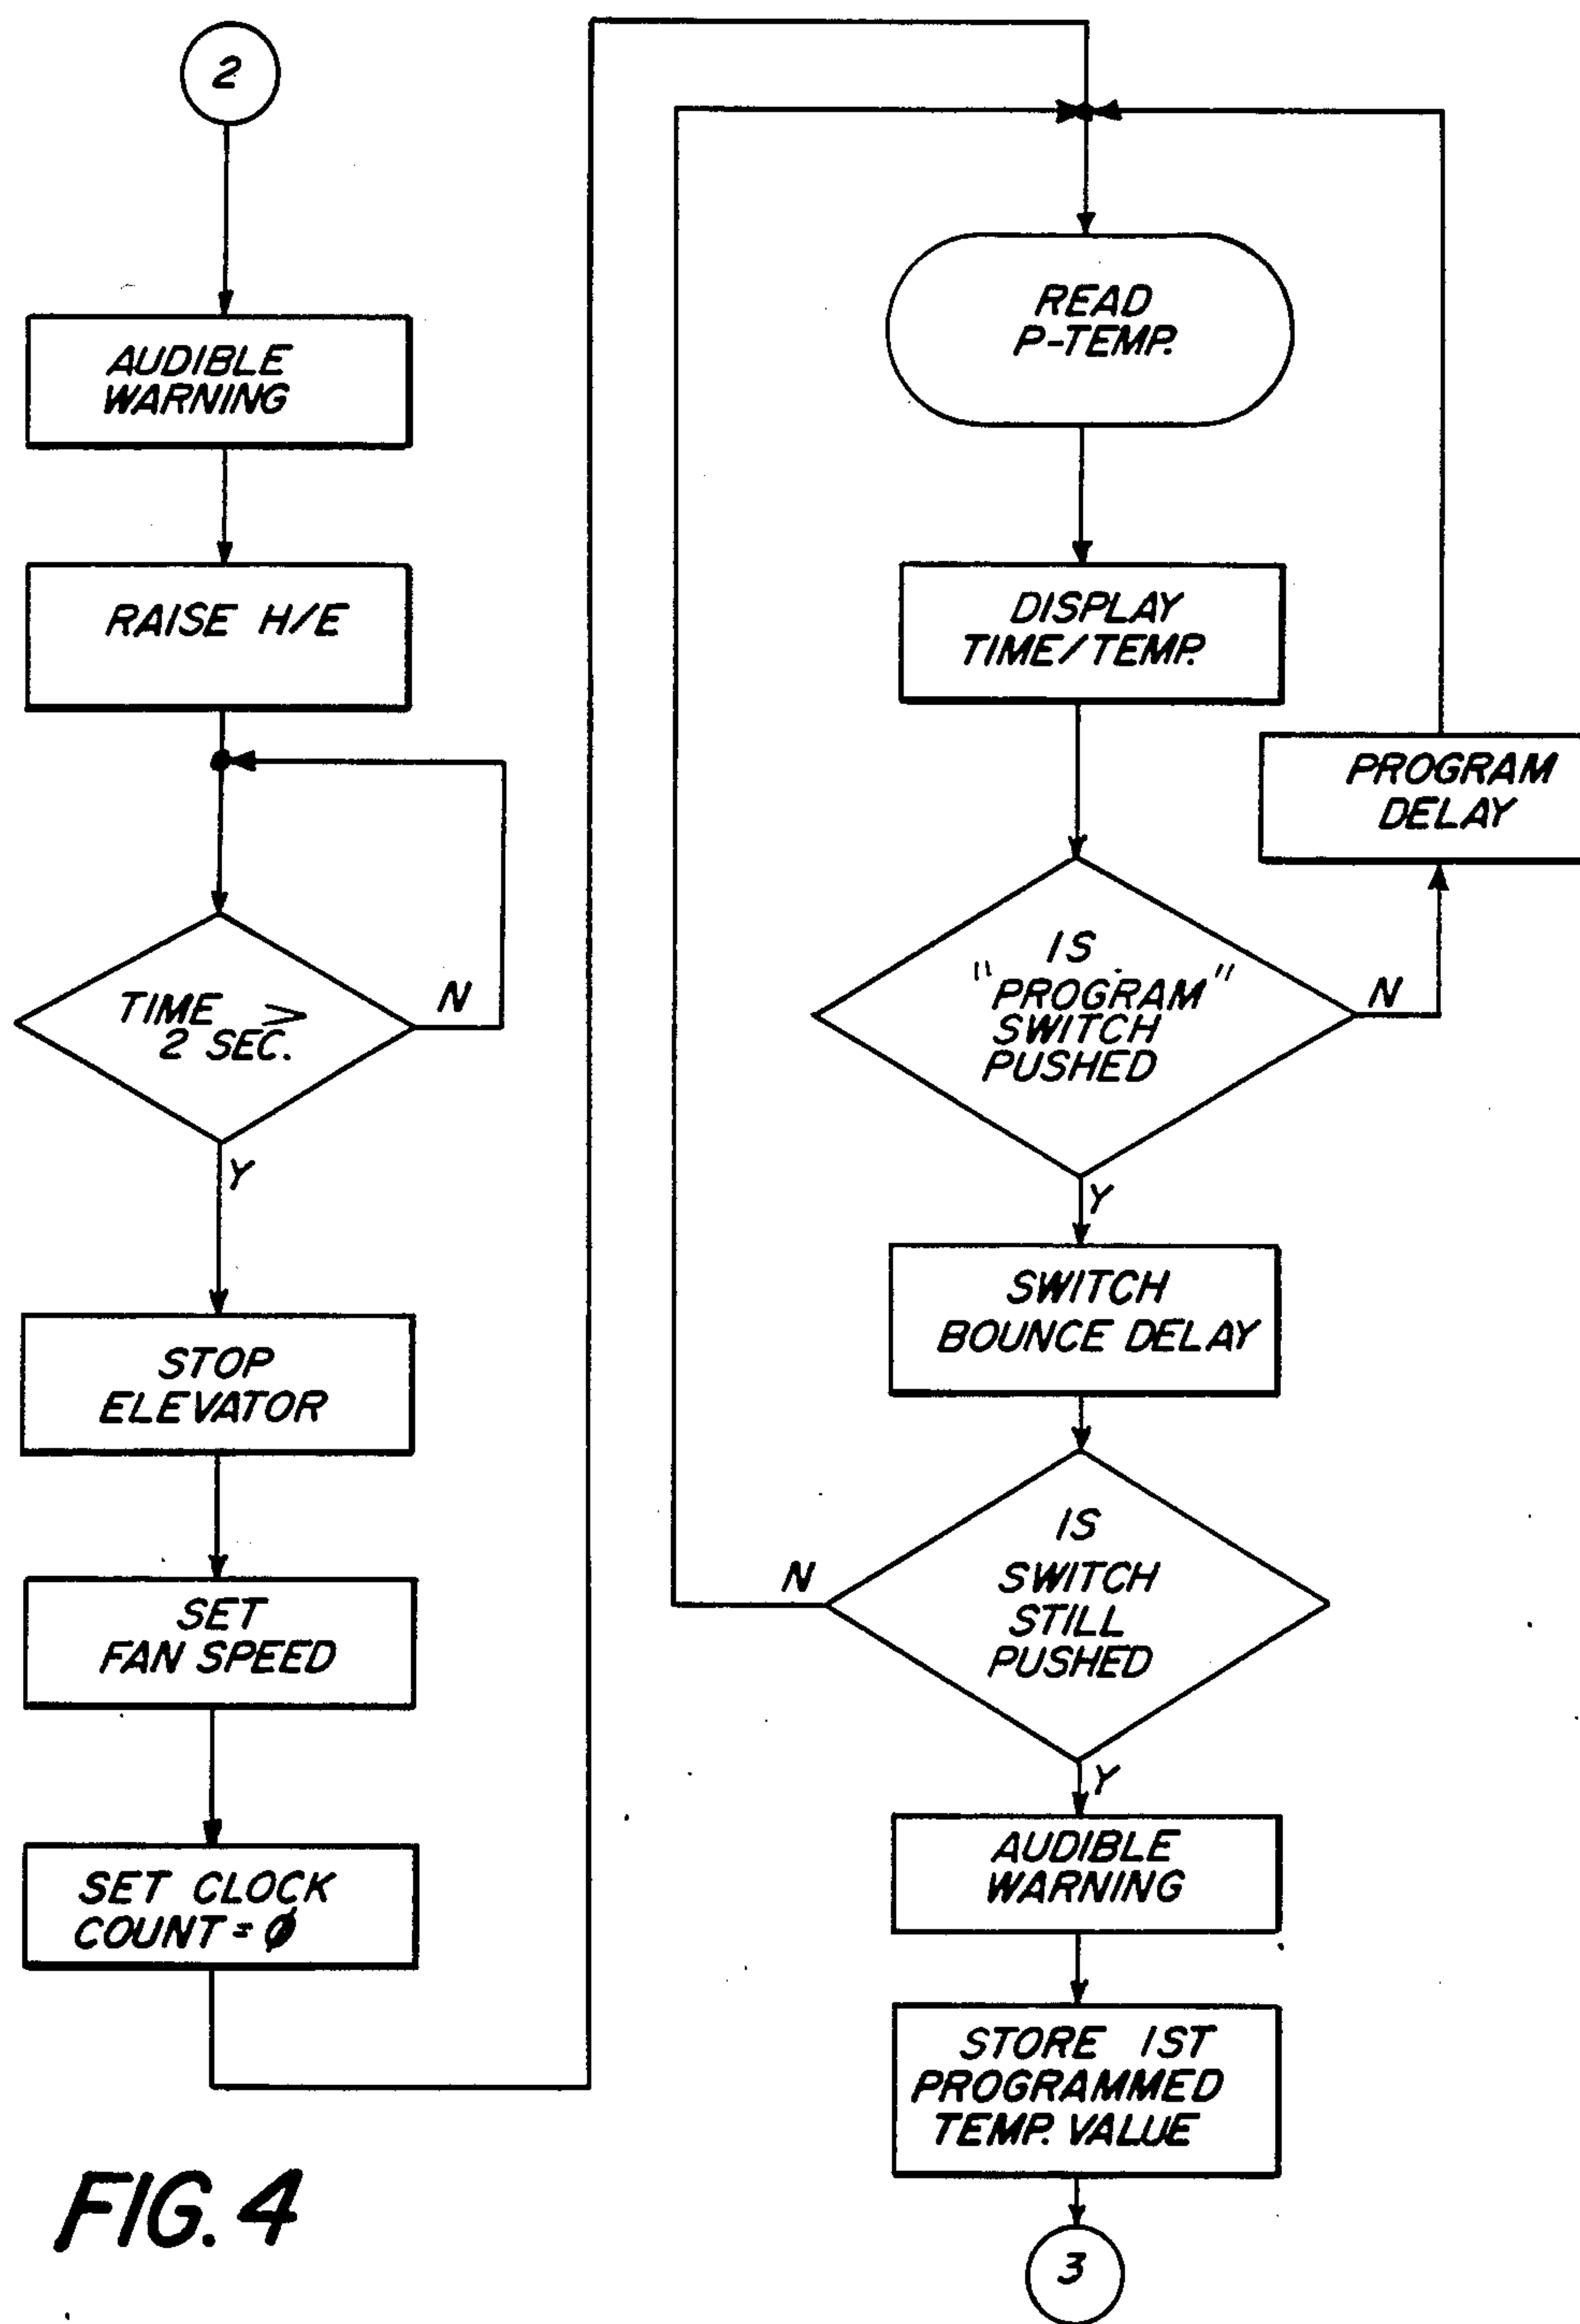 2
AUDIBLE
WARNING
RAISE H/E
TIME >
2 SEC.
N
Y
STOP
ELEVATOR
SET
FAN SPEED
SET CLOCK
COUNT = Ø
READ
P-TEMP.
DISPLAY
TIME/TEMP.
PROGRAM
DELAY
IS
"PROGRAM"
SWITCH
PUSHED
N
Y
SWITCH
BOUNCE DELAY
IS
SWITCH
STILL
PUSHED
N
Y
AUDIBLE
WARNING
STORE 1ST
PROGRAMMED
TEMP. VALUE
3
FIG. 4